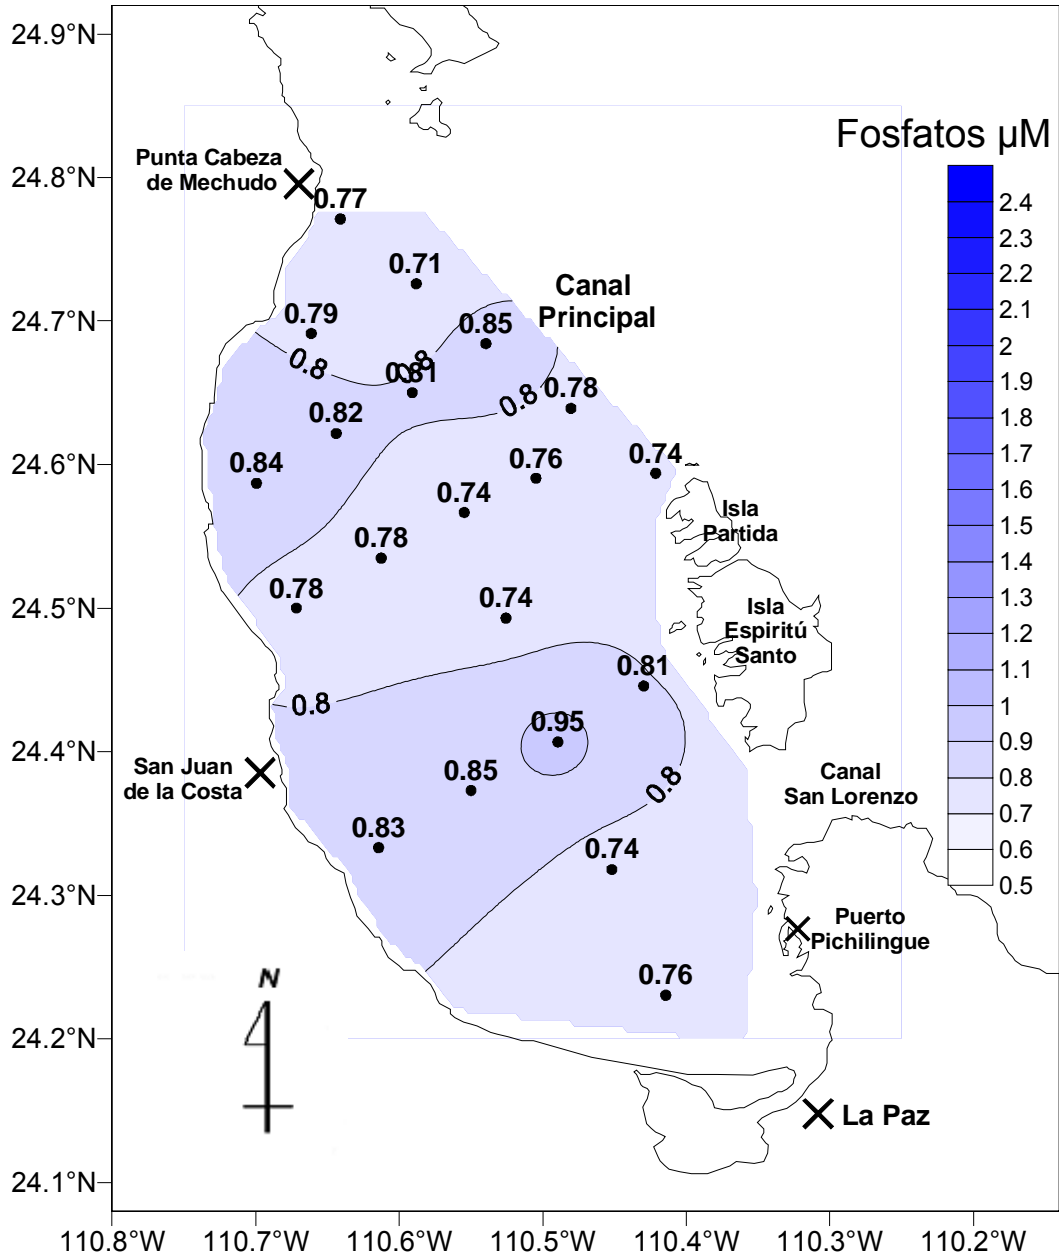 24.9°N
Fosfatos µM
Punta Cabeza
de Mechudo
24.8°N
0.77
2.4
2.3
0.71
2.2
Canal
Principal
2.1
24.7°N
0.79
0.85
2
0.8
0.8
0.81
1.9
0.8
0.78
1.8
0.82
1.7
24.6°N
0.84
0.76
0.74
1.6
0.74
Isla
Partida
1.5
0.78
1.4
0.78
0.74
1.3
24.5°N
Isla
Espiritú
Santo
1.2
0.81
1.1
0.8
1
0.95
0.9
24.4°N
San Juan
de la Costa
0.85
0.8
Canal
San Lorenzo
0.8
0.83
0.7
0.74
0.6
24.3°N
0.5
Puerto
Pichilingue
N
0.76
24.2°N
La Paz
24.1°N
110.8°W 110.7°W 110.6°W 110.5°W 110.4°W 110.3°W 110.2°W